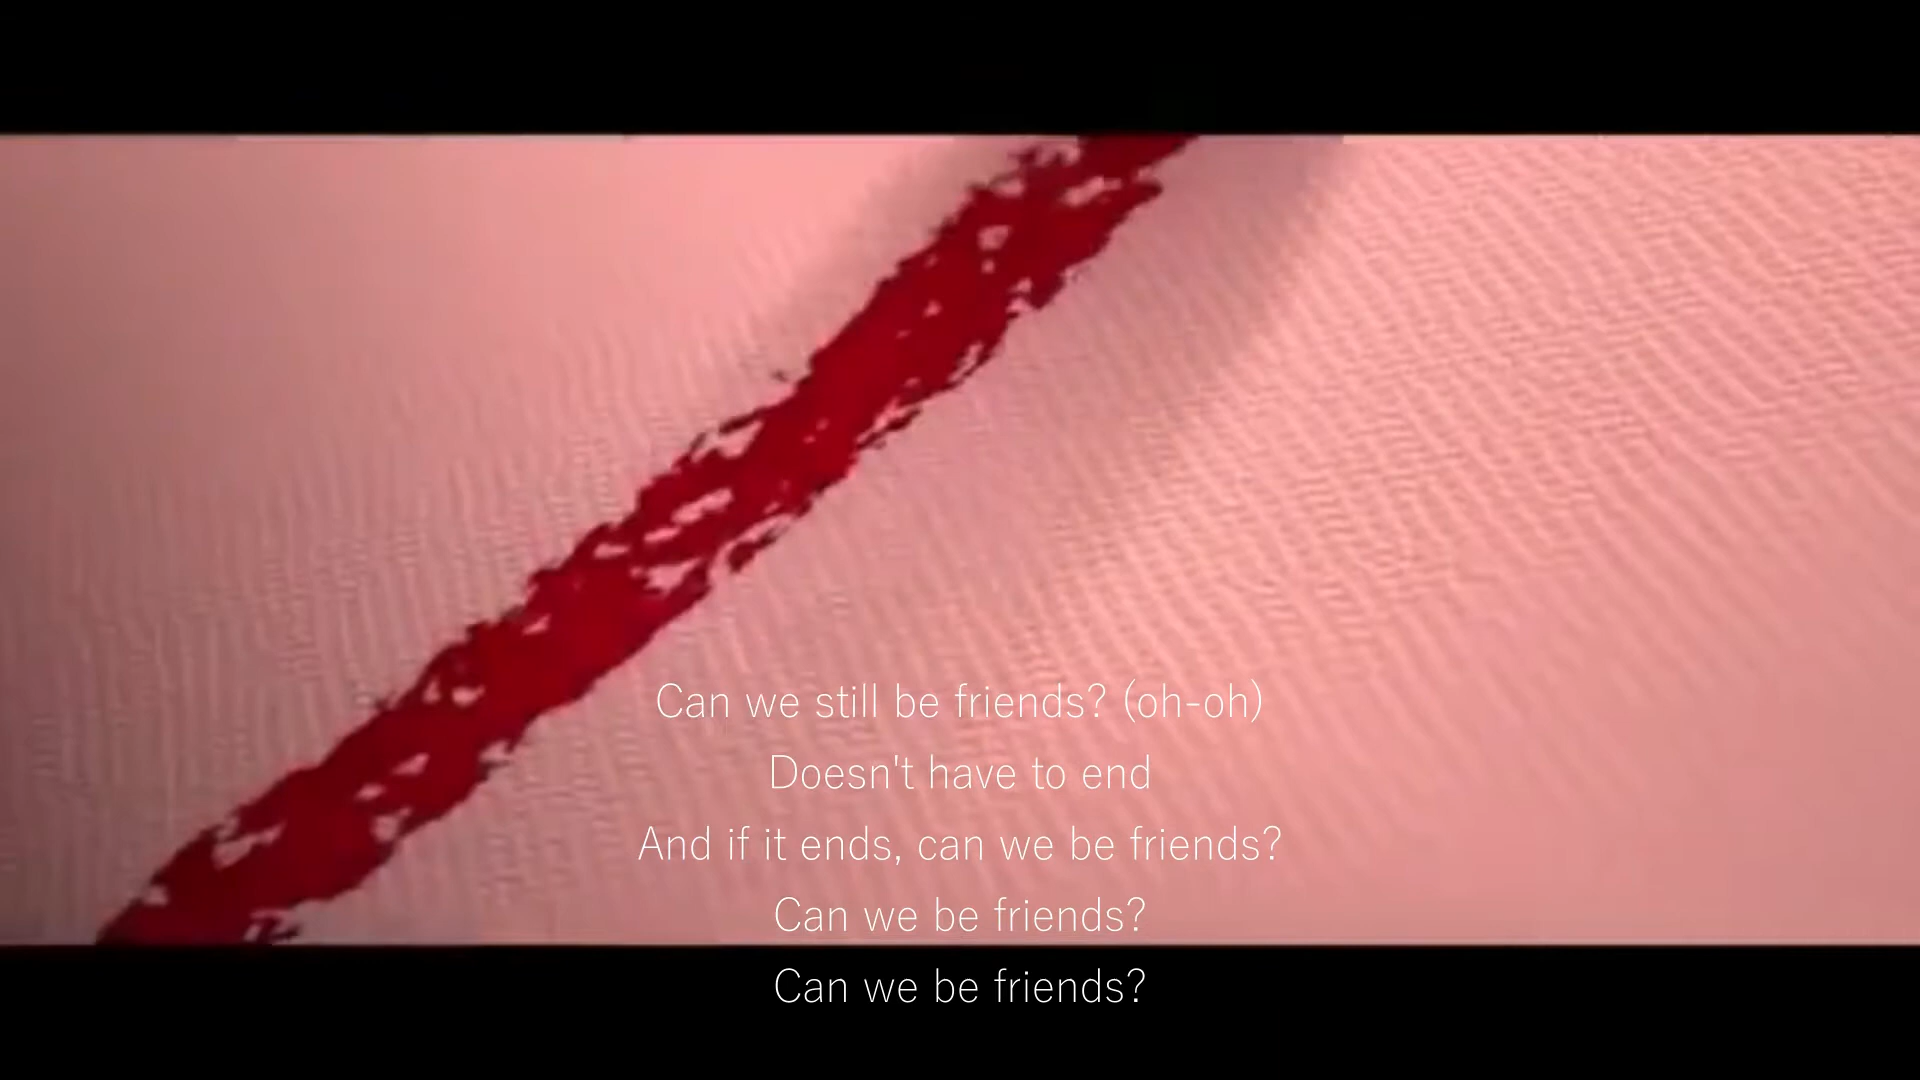 Can we still be friends? (oh-oh)
Doesn't have to end
And if it ends, can we be friends?
Can we be friends?
Can we be friends?